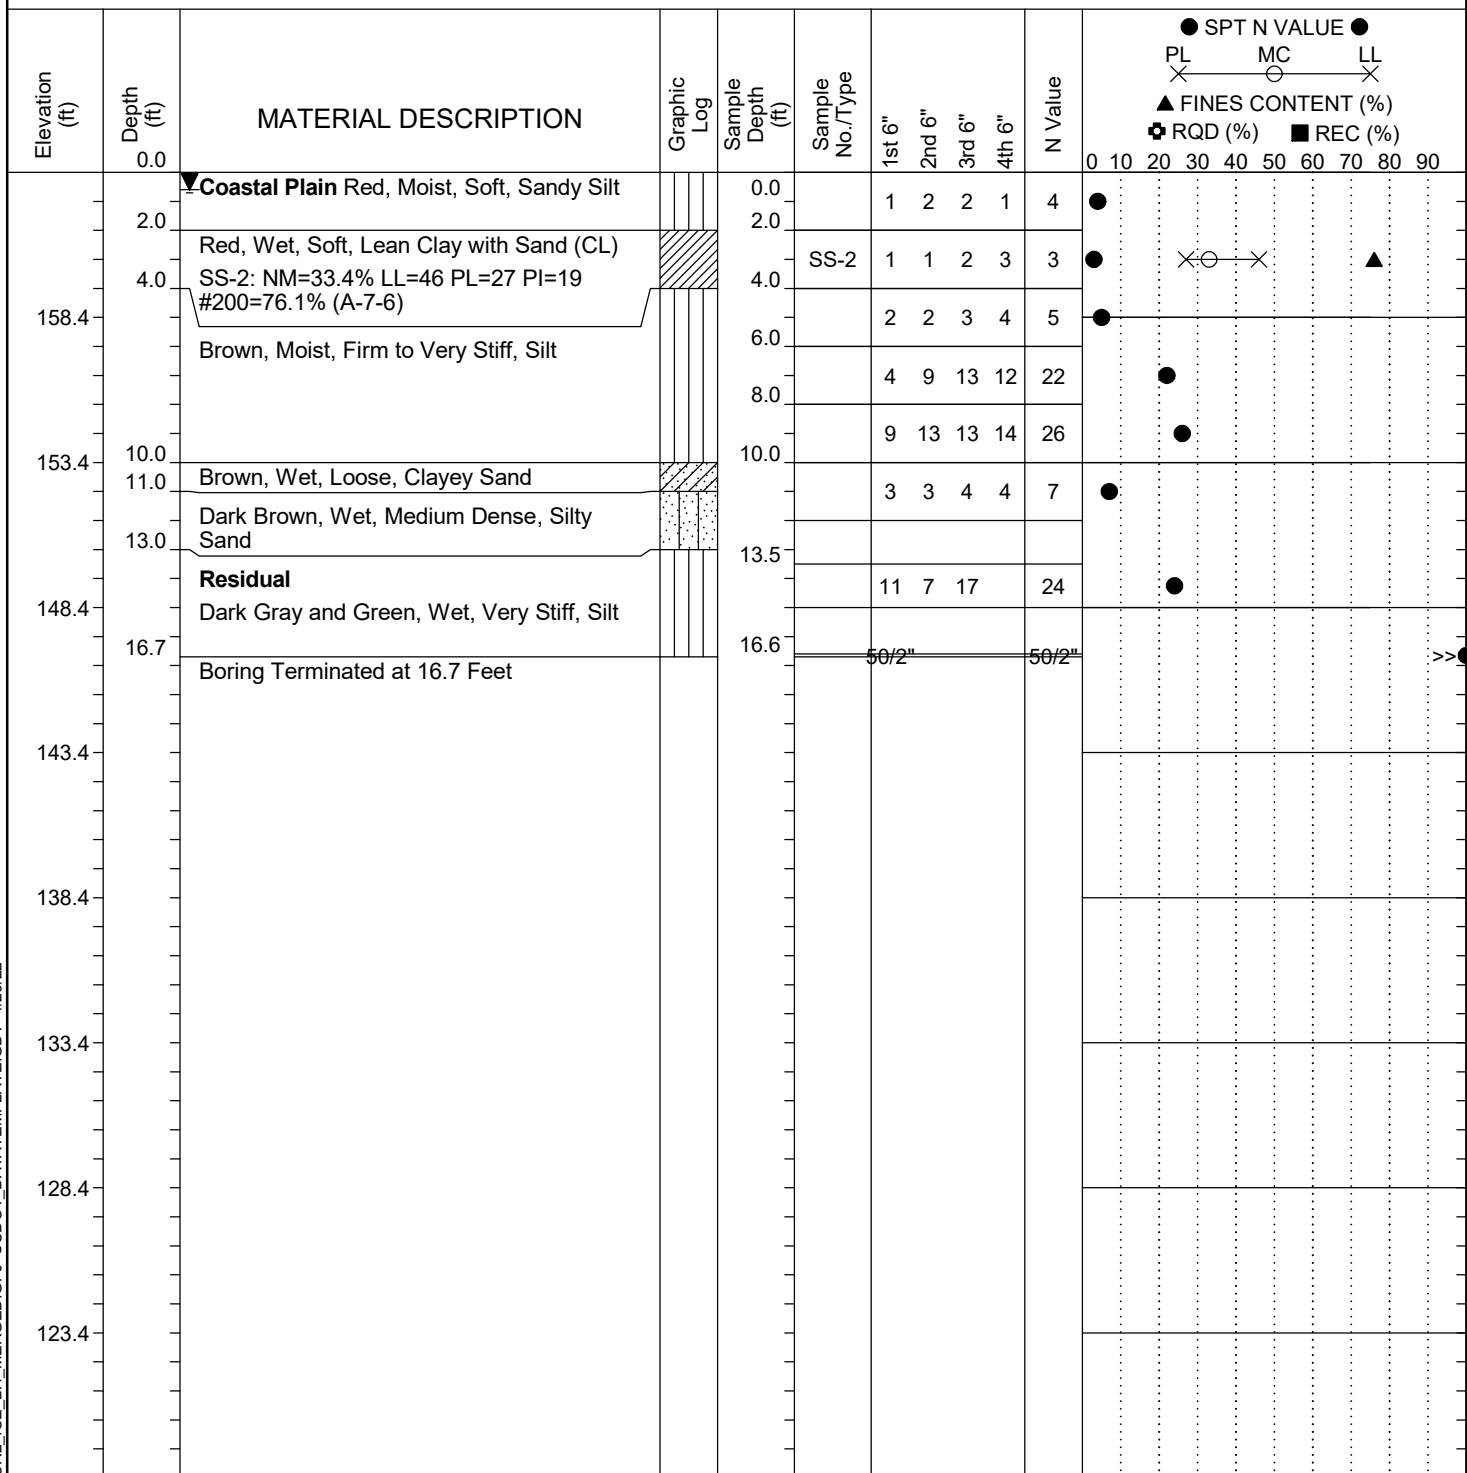 ● SPT N VALUE ●
PL MC LL
▲ FINES CONTENT (%)
RQD (%) ■ REC (%)
Elevation (ft)
Depth (ft)
MATERIAL DESCRIPTION
Graphic Log
Sample Depth (ft)
Sample No./Type
1st 6"
2nd 6"
3rd 6"
4th 6"
N Value
0.0
0 10 20 30 40 50 60 70 80 90
Coastal Plain Red, Moist, Soft, Sandy Silt
0.0
1 2 2 1 4
2.0 2.0
Red, Wet, Soft, Lean Clay with Sand (CL)
SS-2 1 1 2 3 3
SS-2: NM=33.4% LL=46 PL=27 PI=19
4.0 4.0
#200=76.1% (A-7-6)
158.4 2 2 3 4 5
6.0
Brown, Moist, Firm to Very Stiff, Silt
4 9 13 12 22
8.0
9 13 13 14 26
10.0 10.0
153.4
11.0 Brown, Wet, Loose, Clayey Sand
3 3 4 4 7
Dark Brown, Wet, Medium Dense, Silty
Sand
13.0
13.5
Residual
11 7 17 24
148.4 Dark Gray and Green, Wet, Very Stiff, Silt
16.7 16.6
50/2" 50/2" >>●
Boring Terminated at 16.7 Feet
143.4
138.4
133.4
128.4
123.4